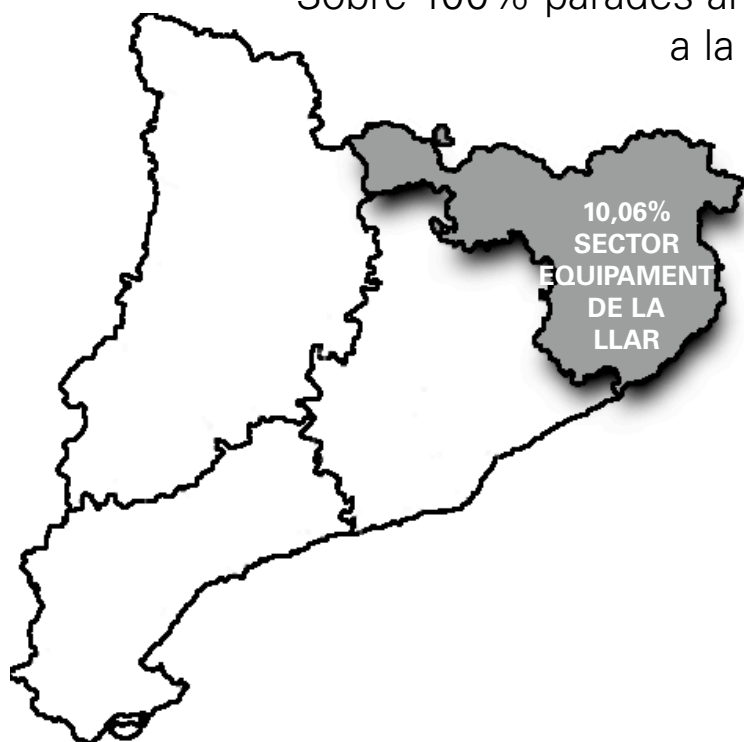 Sobre 100% parades
a la
10,06%
SECTOR
EQUIPAMENT
DE LA
LLAR